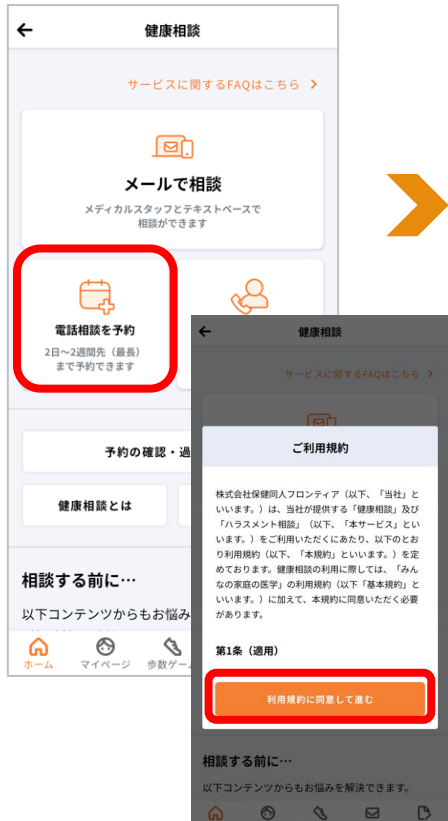 健康相談
サービスに関するFAQはこちら
メールで相談
メディカルスタッフとテキストベースで
相談ができます
電話相談を予約
2日～2週間先（最長）
まで予約できます
予約の確認・過
健康相談とは
相談する前に…
以下コンテンツからもお悩み
ホーム
マイページ
歩数ゲー
健康相談
サービスに関するFAQはこちら
ご利用規約
株式会社保健同人フロンティア（以下、「当社」と
いいます。）は、当社が提供する「健康相談」及び
「ハラスメント相談」（以下、「本サービス」とい
います。）をご利用いただくにあたり、以下のとお
り利用規約（以下、「本規約」といいます。）を定
めております。健康相談の利用に際しては、「みん
なの家庭の医学」の利用規約（以下「基本規約」と
いいます。）に加えて、本規約に同意いただく必要
があります。
第1条（適用）
利用規約に同意して進む
相談する前に…
以下コンテンツからもお悩みを解決できます。